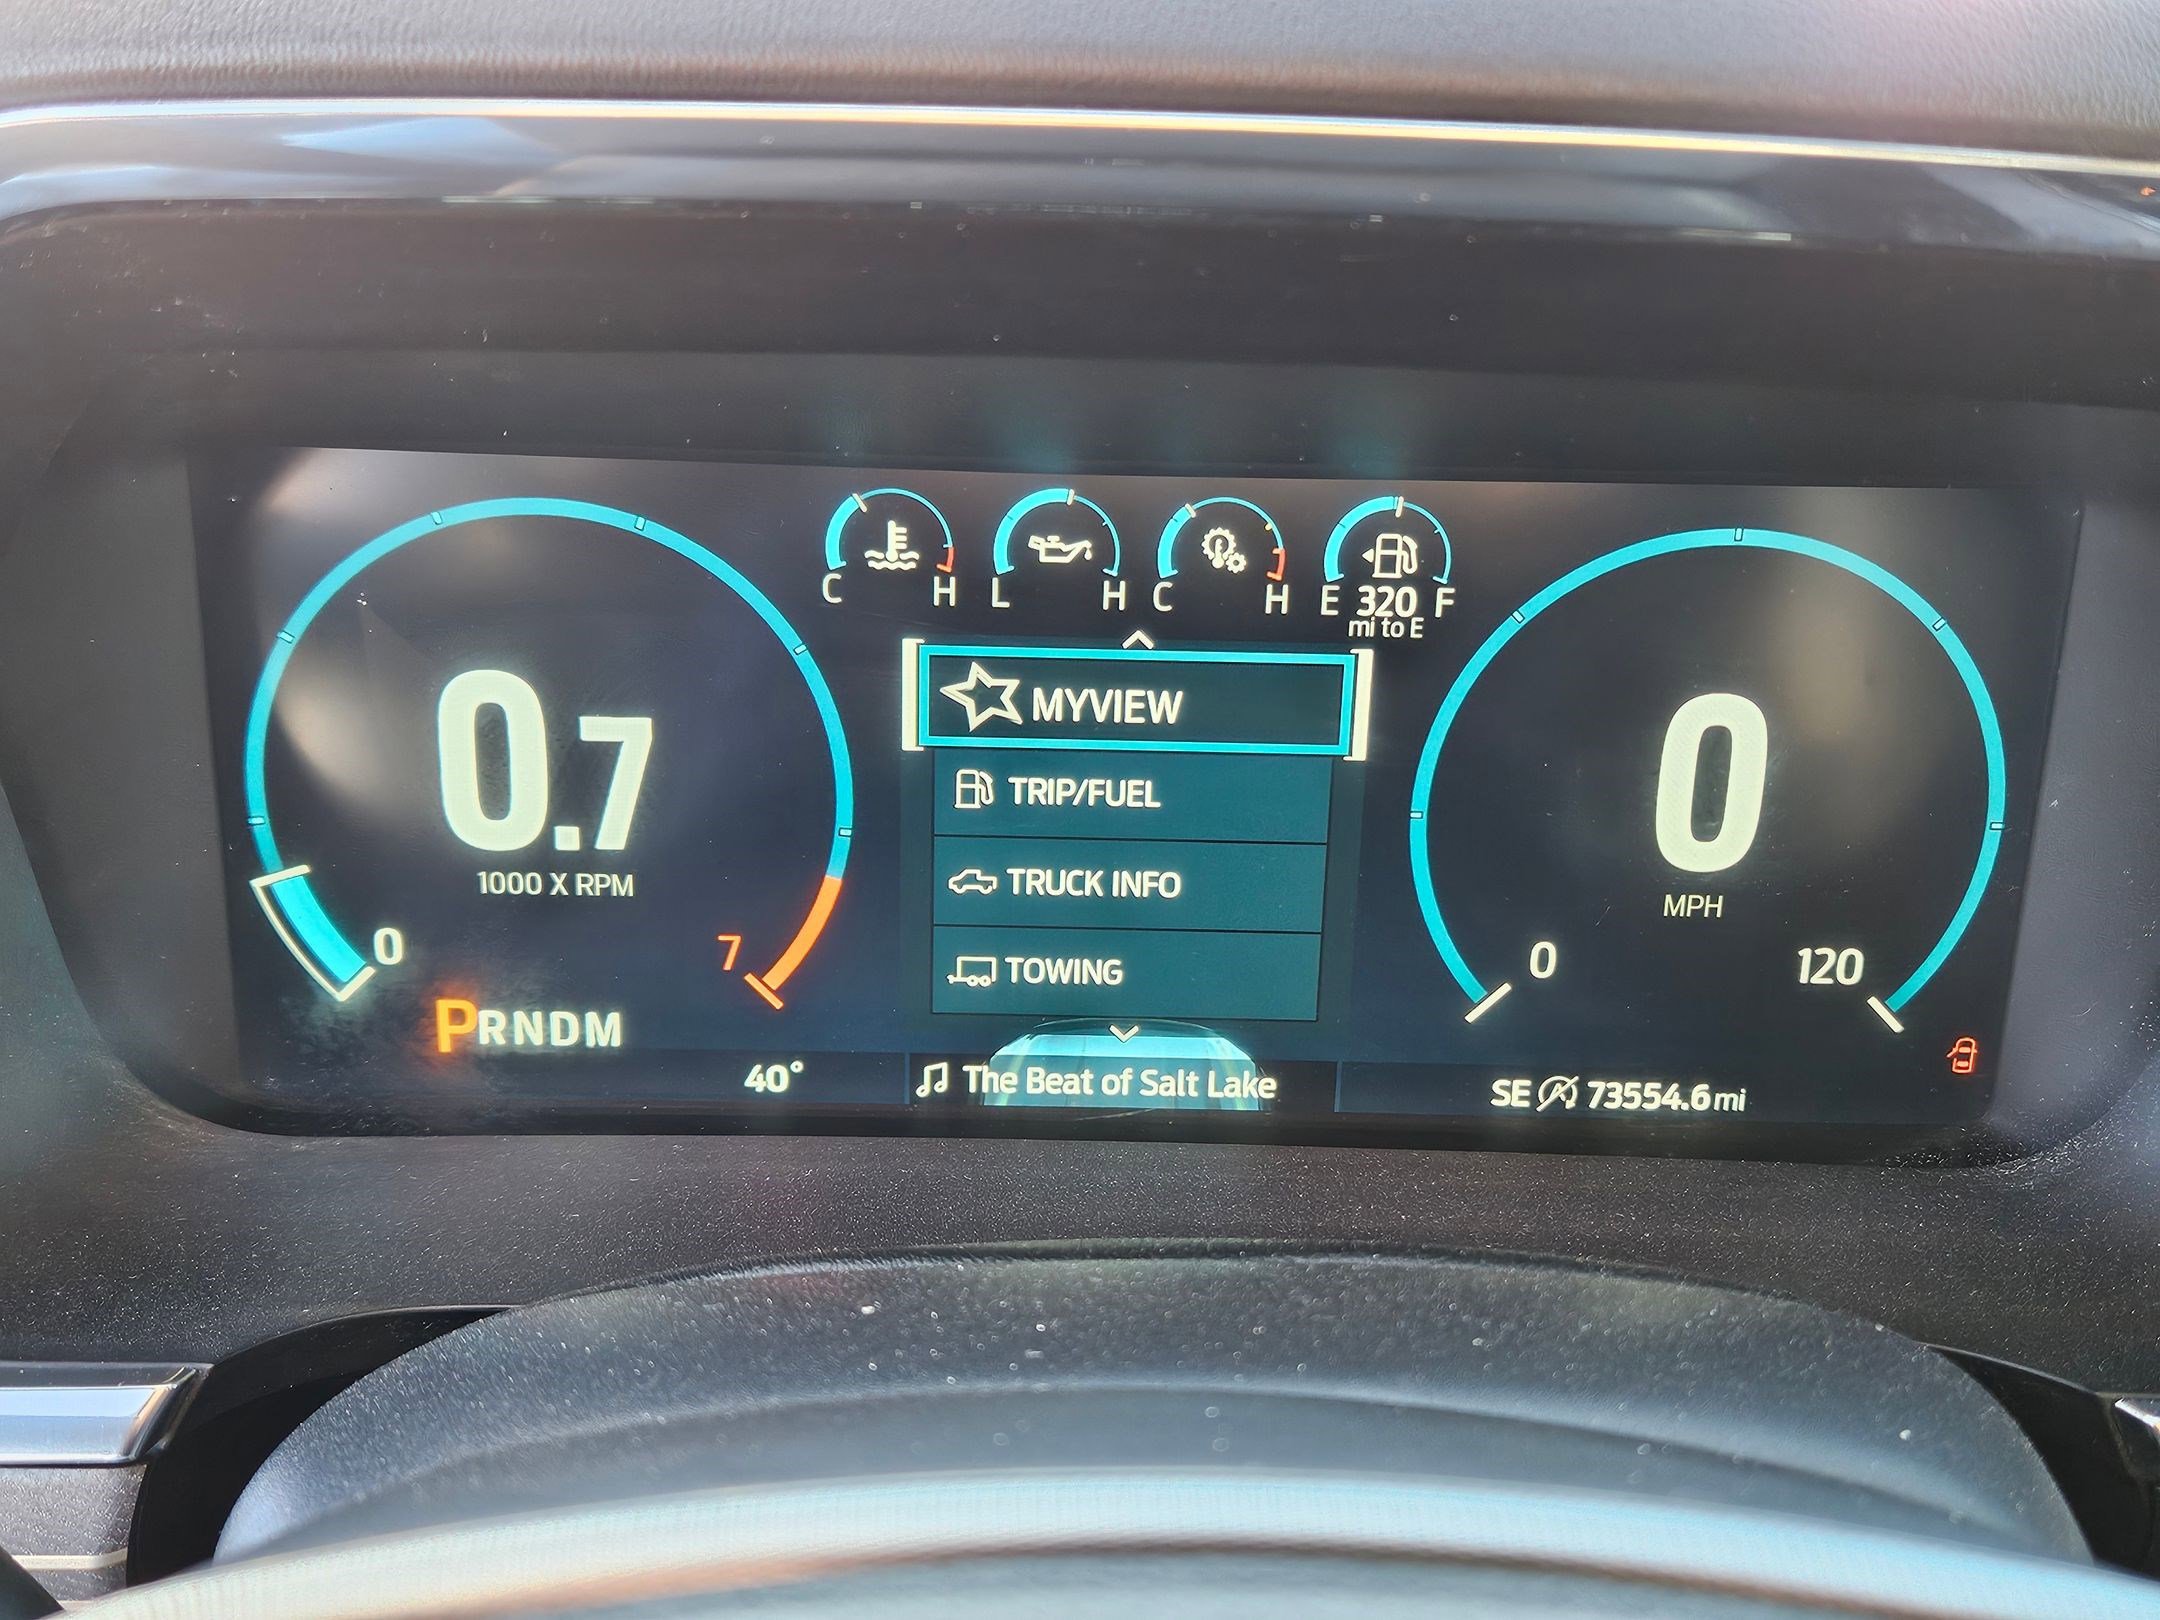 C H
L H
C H
E 320 F
mi to E
0.7
1000 X RPM
0
7
PRNDM
40°
MYVIEW
TRIP/FUEL
TRUCK INFO
TOWING
The Beat of Salt Lake
0
MPH
0
120
SE 73554.6 mi